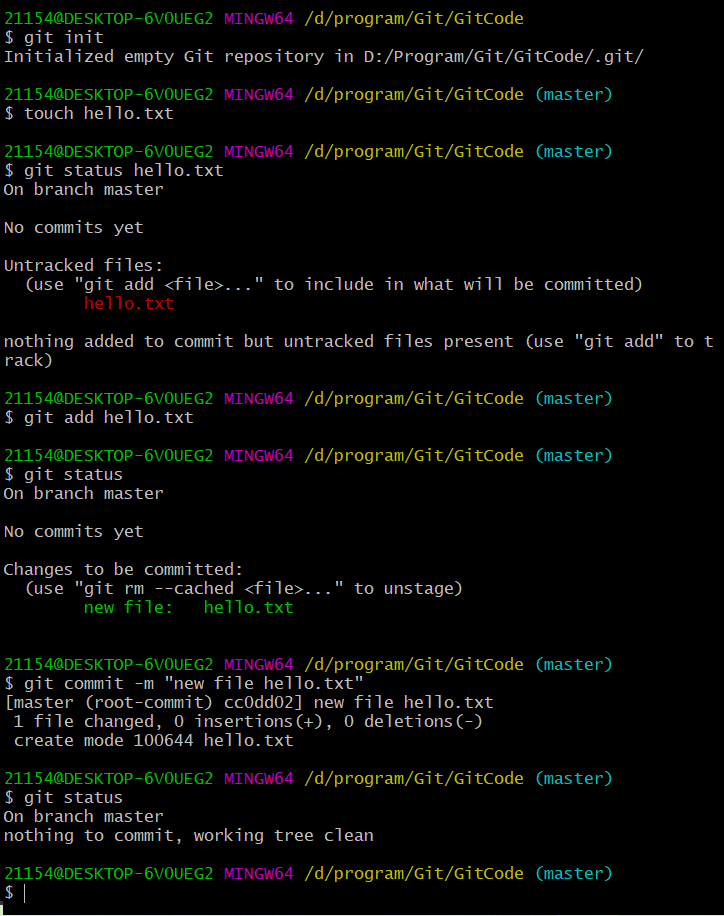 21154@DESKTOP-6V0UEG2 MINGW64 /d/program/Git/GitCode
$ git init
Initialized empty Git repository in D:/Program/Git/GitCode/.git/
21154@DESKTOP-6V0UEG2 MINGW64 /d/program/Git/GitCode (master)
$ touch hello.txt
21154@DESKTOP-6V0UEG2 MINGW64 /d/program/Git/GitCode (master)
$ git status hello.txt
On branch master
No commits yet
Untracked files:
  (use "git add <file>..." to include in what will be committed)
        hello.txt
nothing added to commit but untracked files present (use "git add" to t
rack)
21154@DESKTOP-6V0UEG2 MINGW64 /d/program/Git/GitCode (master)
$ git add hello.txt
21154@DESKTOP-6V0UEG2 MINGW64 /d/program/Git/GitCode (master)
$ git status
On branch master
No commits yet
Changes to be committed:
  (use "git rm --cached <file>..." to unstage)
        new file:   hello.txt
21154@DESKTOP-6V0UEG2 MINGW64 /d/program/Git/GitCode (master)
$ git commit -m "new file hello.txt"
[master (root-commit) cc0dd02] new file hello.txt
 1 file changed, 0 insertions(+), 0 deletions(-)
 create mode 100644 hello.txt
21154@DESKTOP-6V0UEG2 MINGW64 /d/program/Git/GitCode (master)
$ git status
On branch master
nothing to commit, working tree clean
21154@DESKTOP-6V0UEG2 MINGW64 /d/program/Git/GitCode (master)
$